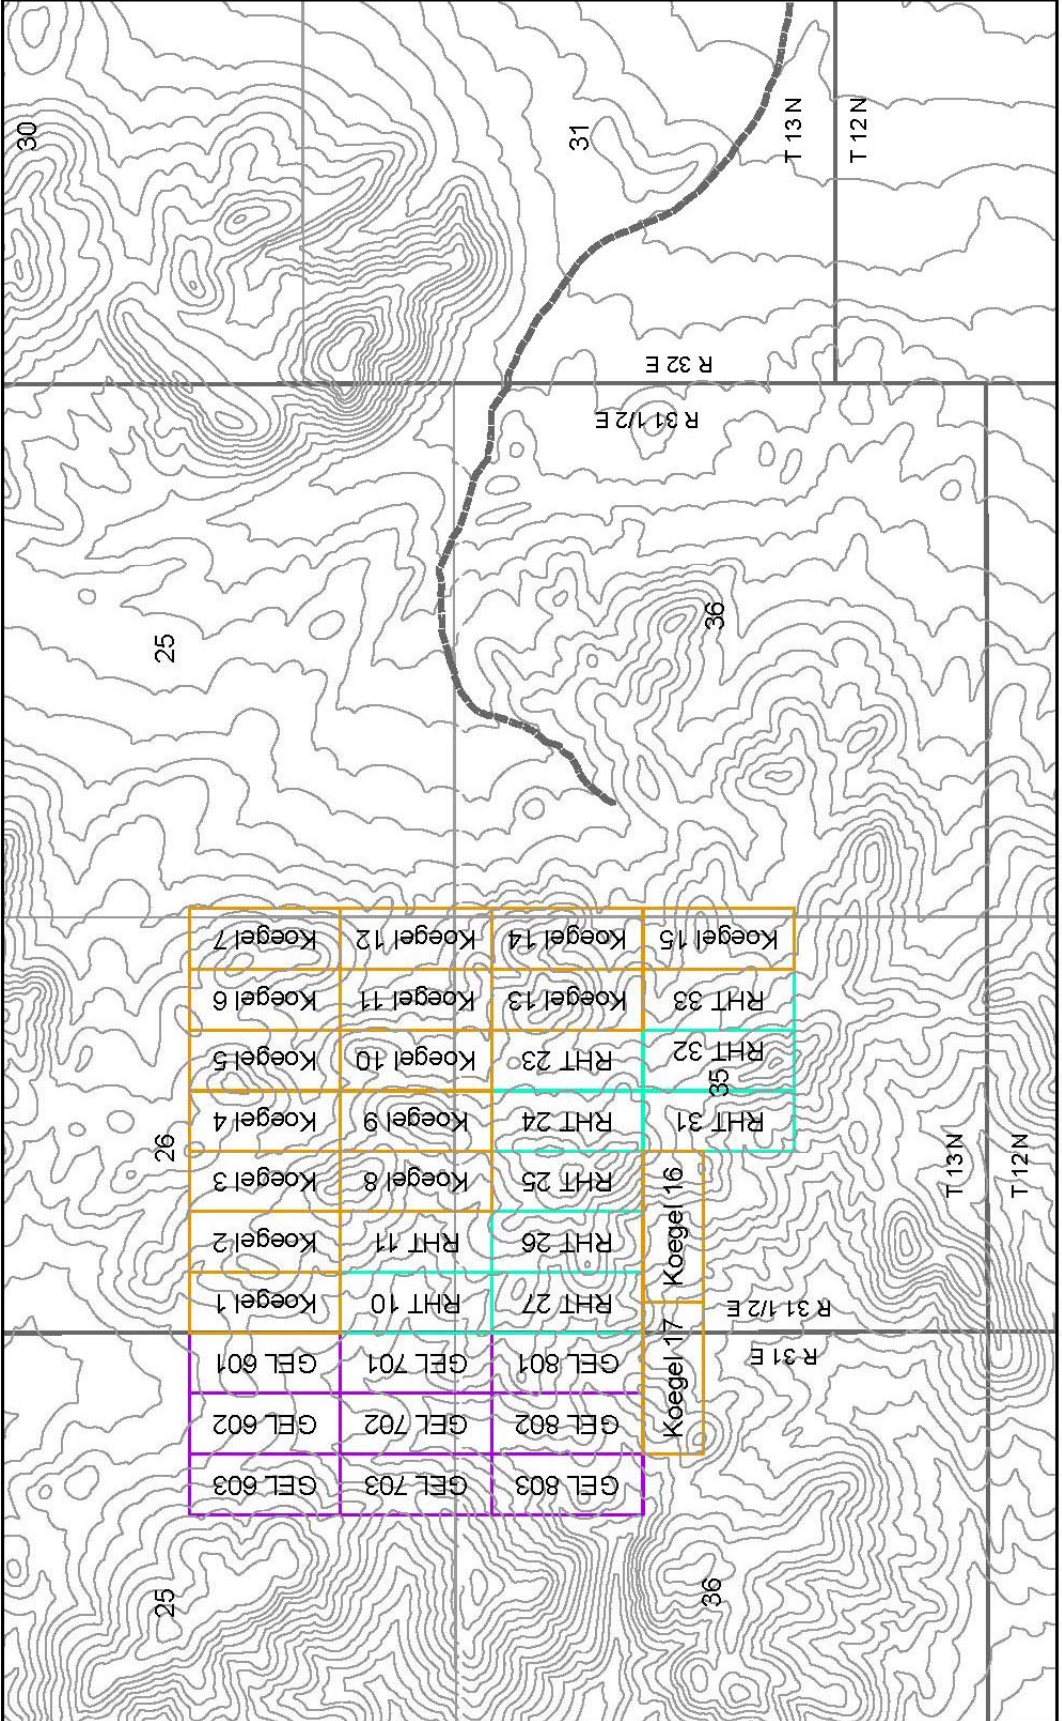 30
31
T 13 N
T 12 N
R 32 E
R 31 1/2 E
25
36
Koegel 7
Koegel 12
Koegel 14
Koegel 15
Koegel 6
Koegel 11
Koegel 13
RHT 33
Koegel 5
Koegel 10
RHT 23
RHT 32
35
26
Koegel 4
Koegel 9
RHT 24
RHT 31
Koegel 3
Koegel 8
RHT 25
Koegel 16
T 13 N
T 12 N
Koegel 2
RHT 11
RHT 26
Koegel 1
RHT 10
RHT 27
R 31 1/2 E
R 31 E
GEL 601
GEL 701
GEL 801
Koegel 17
GEL 602
GEL 702
GEL 802
GEL 603
GEL 703
GEL 803
25
36